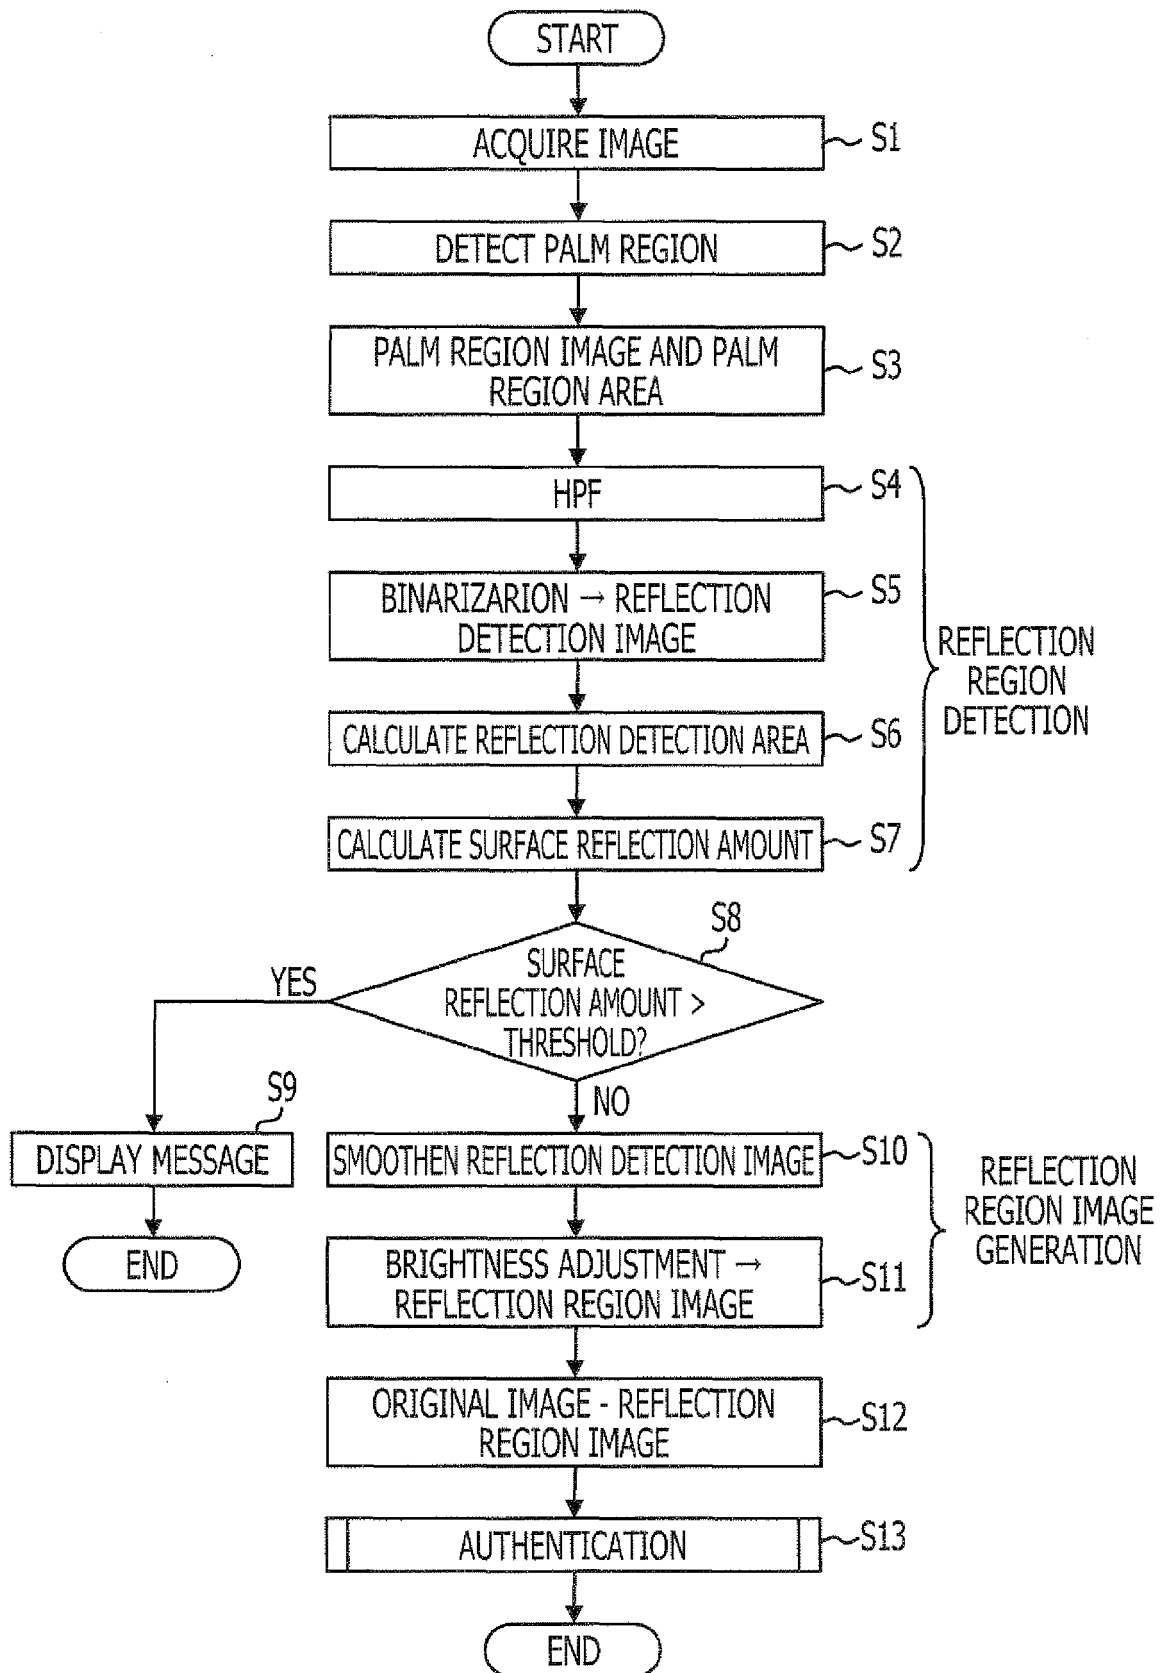 START
ACQUIRE IMAGE
S1
DETECT PALM REGION
S2
PALM REGION IMAGE AND PALM
REGION AREA
S3
HPF
S4
BINARIZARION → REFLECTION
DETECTION IMAGE
S5
CALCULATE REFLECTION DETECTION AREA
S6
CALCULATE SURFACE REFLECTION AMOUNT
S7
REFLECTION
REGION
DETECTION
S8
SURFACE
REFLECTION AMOUNT >
THRESHOLD?
YES
NO
S9
DISPLAY MESSAGE
END
SMOOTHEN REFLECTION DETECTION IMAGE
S10
BRIGHTNESS ADJUSTMENT →
REFLECTION REGION IMAGE
S11
REFLECTION
REGION IMAGE
GENERATION
ORIGINAL IMAGE - REFLECTION
REGION IMAGE
S12
AUTHENTICATION
S13
END